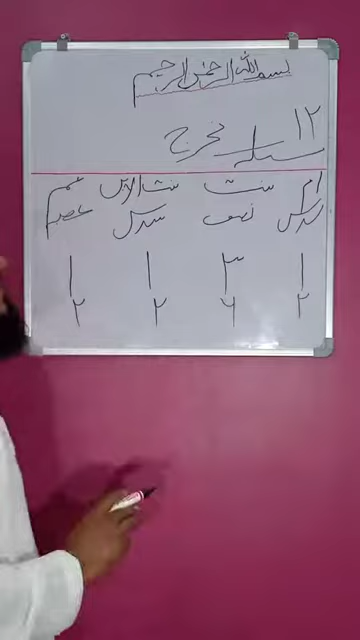 بسم الله الرحمن الرحیم
۱۲
مسئلہ مخرج
ام بنت بنت الابن عم
سدس نصف سدس عصبہ
۱ ۳ ۱ ۱
۲ ۶ ۲ ۲